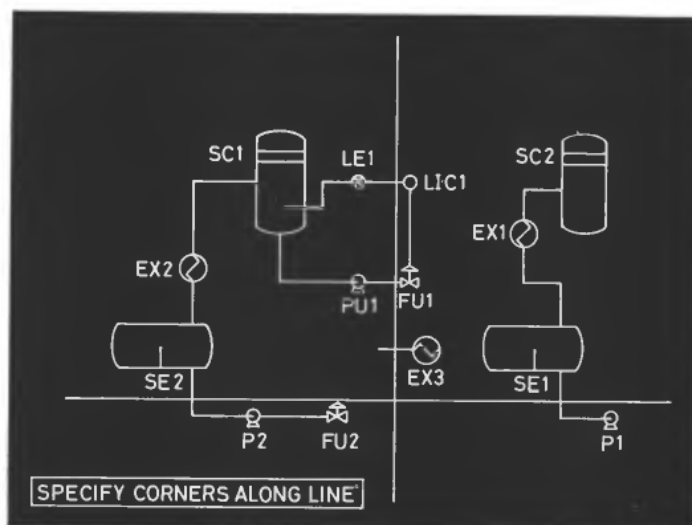 SC1
LE1
SC2
LIC1
EX1
EX2
PU1
FU1
EX3
SE2
SE1
P2
FU2
P1
SPECIFY CORNERS ALONG LINE